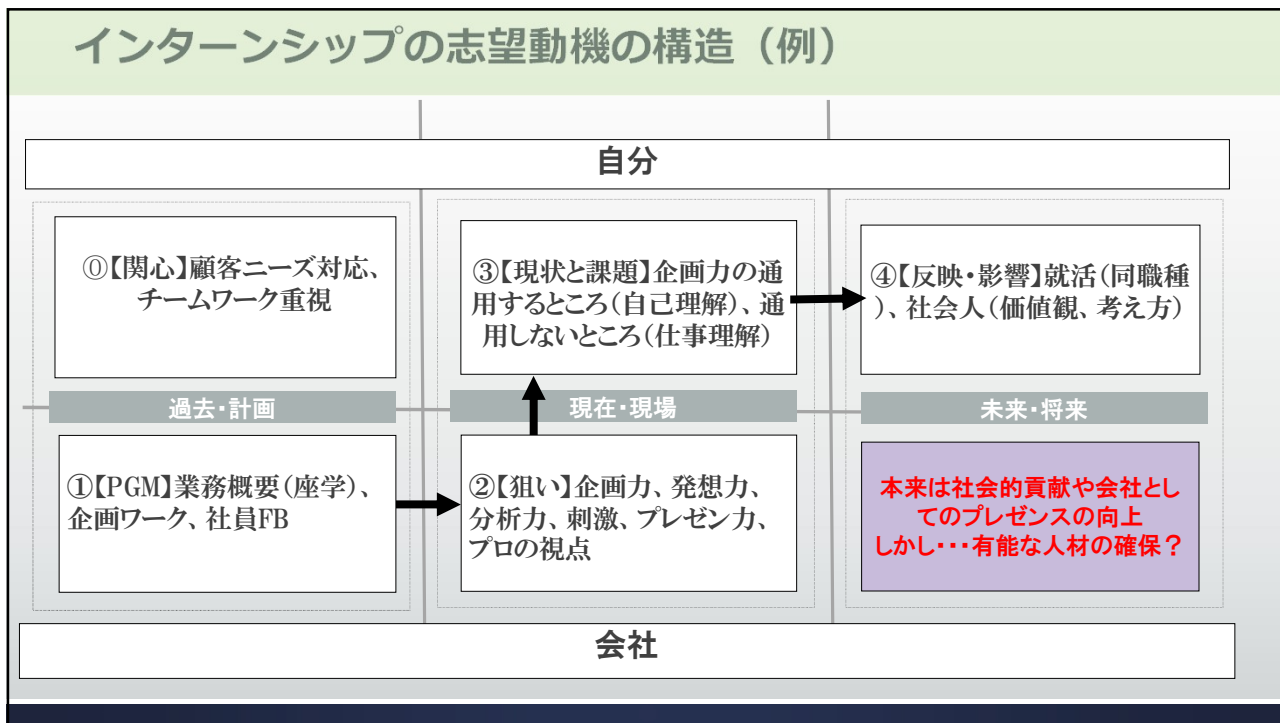 インターンシップの志望動機の構造（例）
自分
⓪【関心】顧客ニーズ対応、
チームワーク重視
③【現状と課題】企画力の通
用するところ(自己理解)、通
用しないところ(仕事理解)
④【反映・影響】就活(同職種
)、社会人(価値観、考え方)
過去・計画
現在・現場
未来・将来
①【PGM】業務概要(座学)、
企画ワーク、社員FB
②【狙い】企画力、発想力、
分析力、刺激、プレゼン力、
プロの視点
本来は社会的貢献や会社とし
てのプレゼンスの向上
しかし・・・有能な人材の確保？
会社